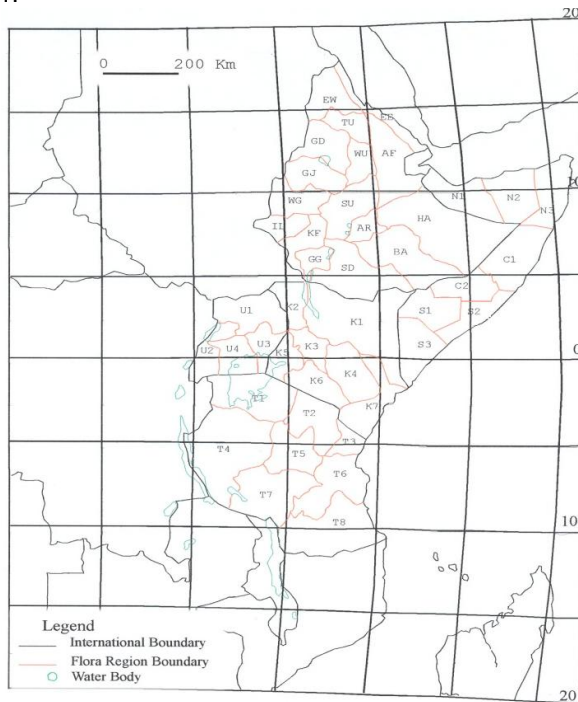 20
0 200 Km
EW
TU
EE
GD
WU
AF
GJ
10
WG
SU
N1
N2
N3
IL
KF
AR
HA
GG
SD
BA
C1
C2
U1
K2
K1
S1
S2
U2
U4
U3
K5
K3
S3
0
K6
K4
T1
T2
K7
T3
T4
T5
T6
T7
T8
10
Legend
International Boundary
Flora Region Boundary
Water Body
20